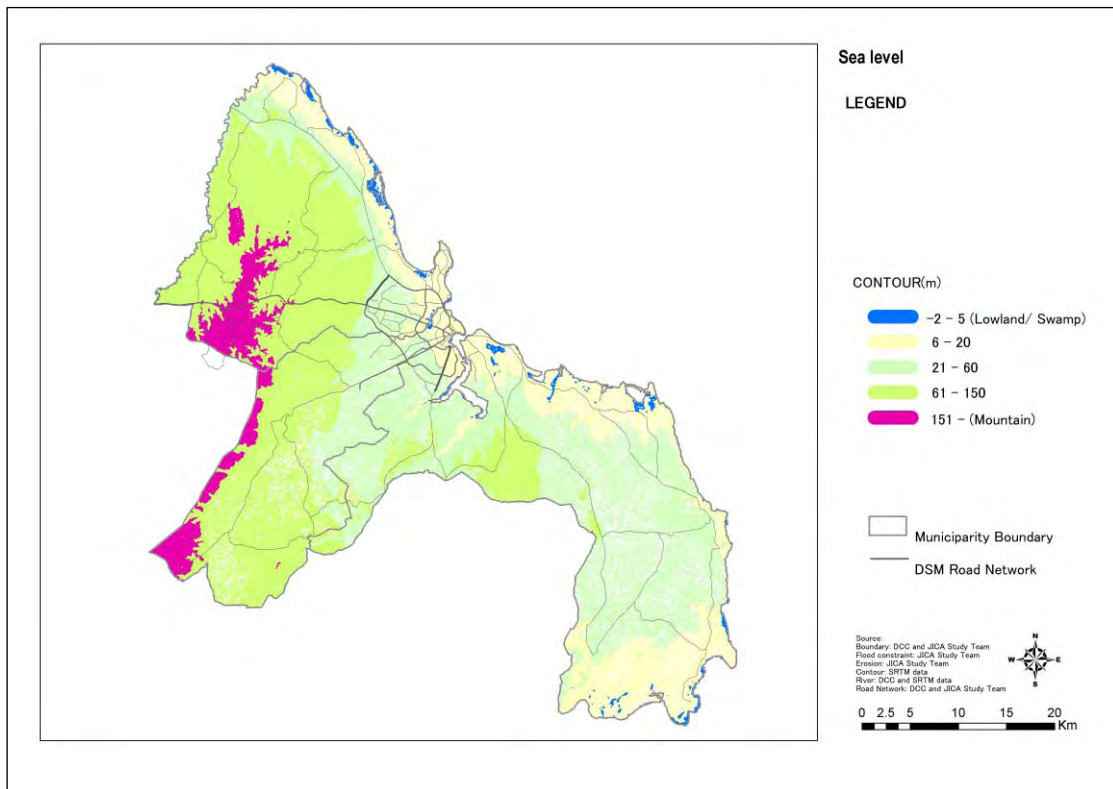 Sea level
LEGEND
CONTOUR(m)
-2 - 5 (Lowland/ Swamp)
6 - 20
21 - 60
61 - 150
151 - (Mountain)
Municiparity Boundary
DSM Road Network
Source:
Boundary: DCC and JICA Study Team
Flood constraint: JICA Study Team
Erosion: JICA Study Team
Contour: SRTM data
River: DCC and SRTM data
Road Network: DCC and JICA Study Team
N
W E
S
0 2.5 5 10 15 20
Km